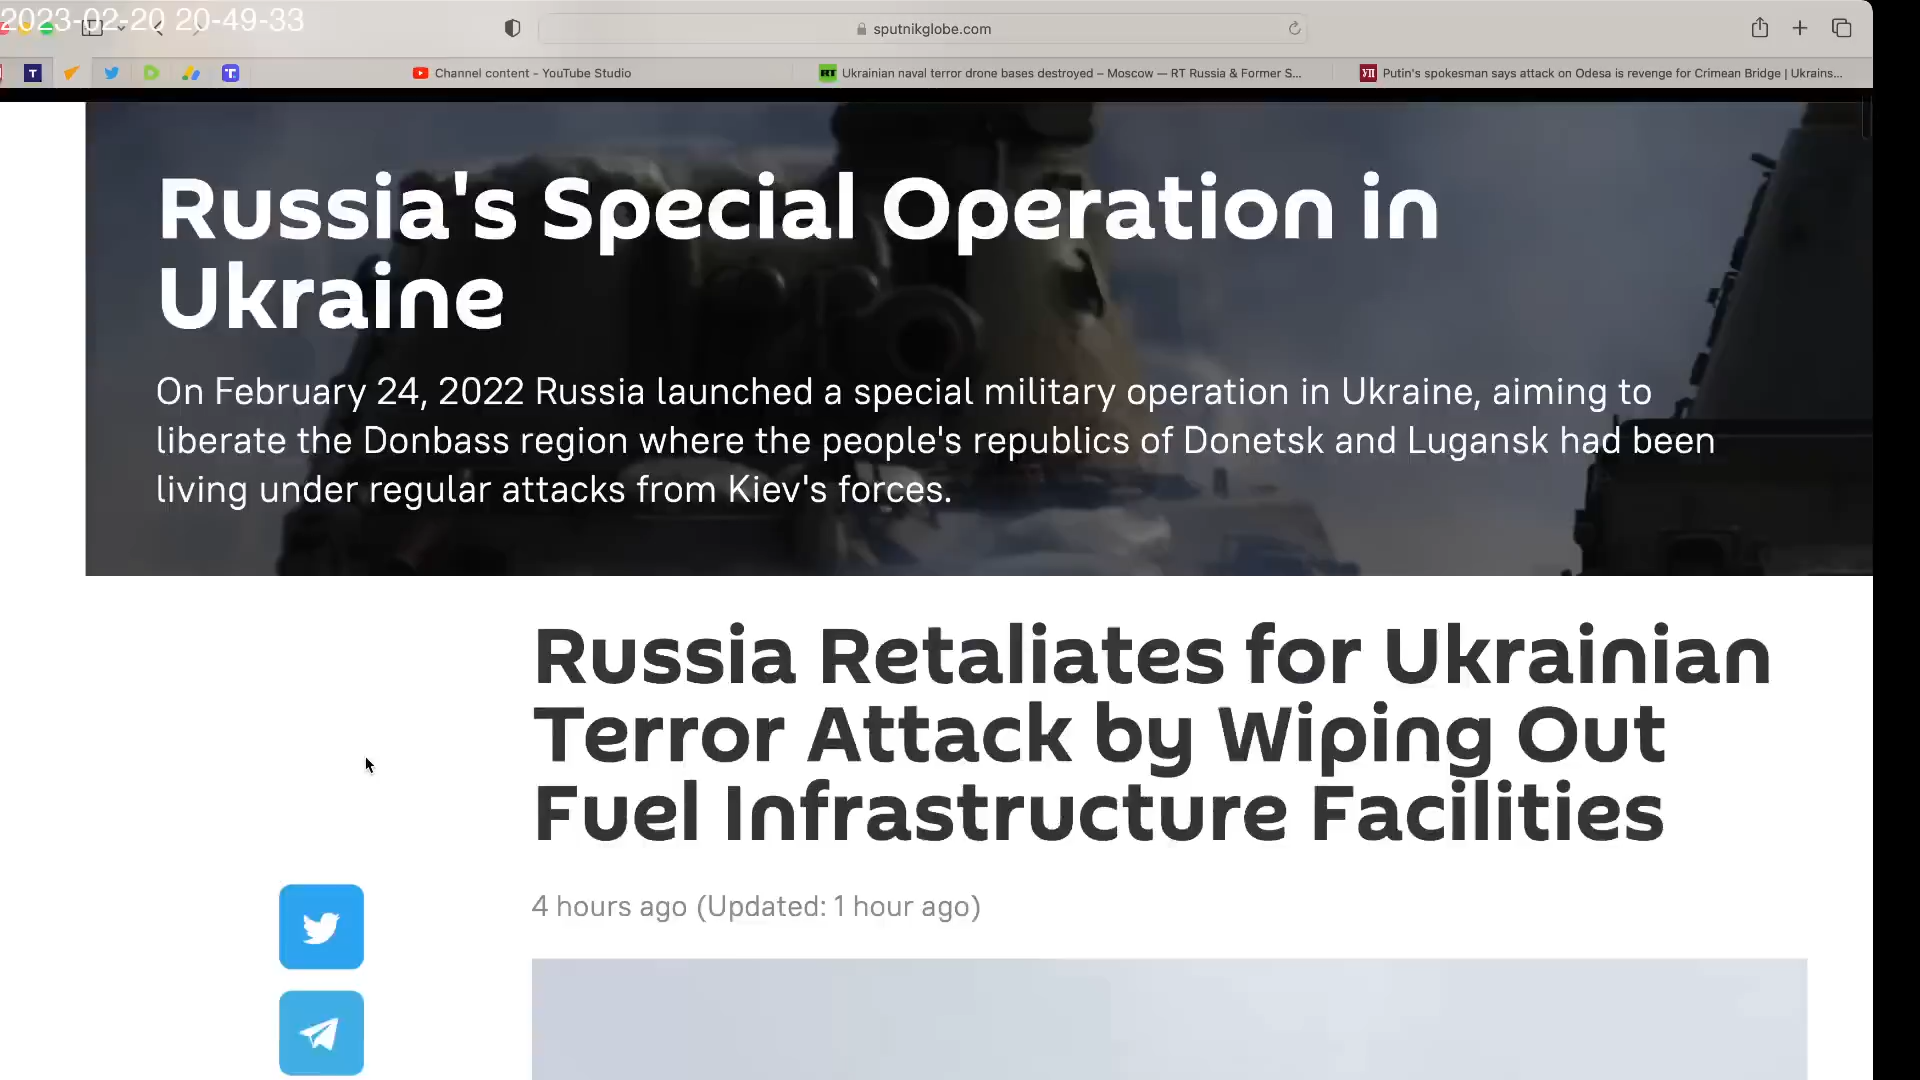 2023-02-20 20-49-33
sputnikglobe.com
Channel content - YouTube Studio
RT
Ukrainian naval terror drone bases destroyed – Moscow — RT Russia & Former S...
УП
Putin's spokesman says attack on Odesa is revenge for Crimean Bridge | Ukrains...
Russia's Special Operation in
Ukraine
On February 24, 2022 Russia launched a special military operation in Ukraine, aiming to
liberate the Donbass region where the people's republics of Donetsk and Lugansk had been
living under regular attacks from Kiev's forces.
Russia Retaliates for Ukrainian
Terror Attack by Wiping Out
Fuel Infrastructure Facilities
4 hours ago (Updated: 1 hour ago)